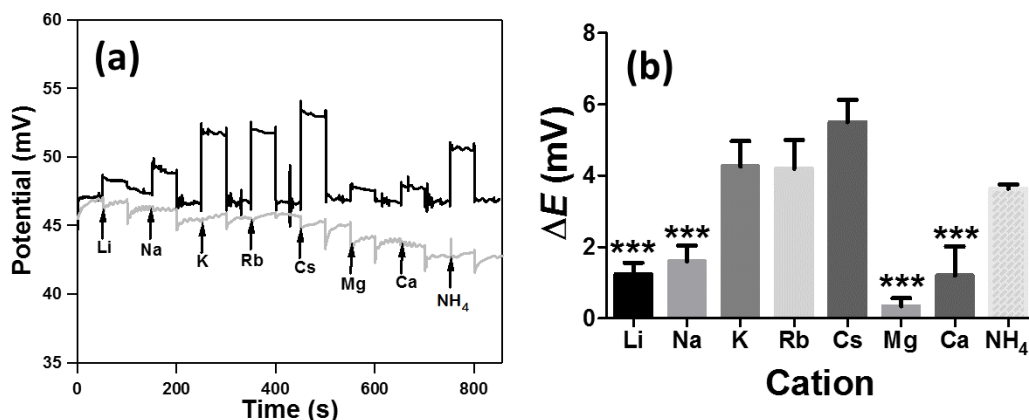 (a)
Potential (mV)
60
55
50
45
40
35
Li
Na
K
Rb
Cs
Mg
Ca
NH4
0
200
400
600
800
Time (s)
(b)
ΔE (mV)
8
6
4
2
0
***
***
***
***
Li
Na
K
Rb
Cs
Mg
Ca
NH4
Cation